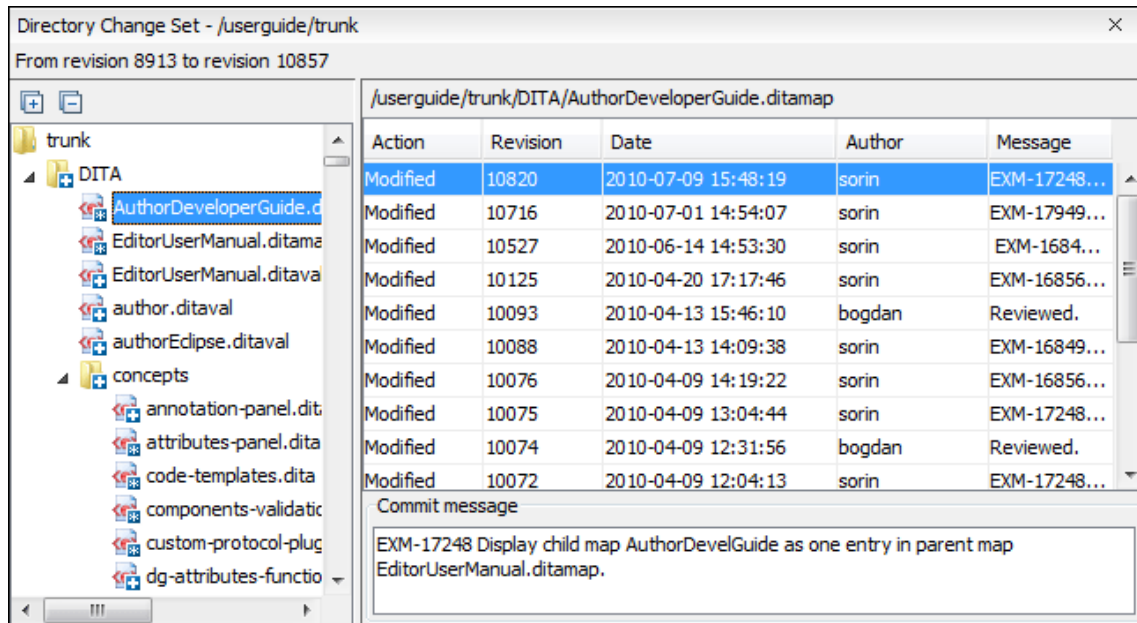 Directory Change Set - /userguide/trunk
From revision 8913 to revision 10857
trunk
DITA
AuthorDeveloperGuide.d
EditorUserManual.ditama
EditorUserManual.ditaval
author.ditaval
authorEclipse.ditaval
concepts
annotation-panel.dita
attributes-panel.dita
code-templates.dita
components-validatic
custom-protocol-plug
dg-attributes-functio
/userguide/trunk/DITA/AuthorDeveloperGuide.ditamap
Action Revision Date Author Message
Modified 10820 2010-07-09 15:48:19 sorin EXM-17248...
Modified 10716 2010-07-01 14:54:07 sorin EXM-17949...
Modified 10527 2010-06-14 14:53:30 sorin EXM-1684...
Modified 10125 2010-04-20 17:17:46 sorin EXM-16856...
Modified 10093 2010-04-13 15:46:10 bogdan Reviewed.
Modified 10088 2010-04-13 14:09:38 sorin EXM-16849...
Modified 10076 2010-04-09 14:19:22 sorin EXM-16856...
Modified 10075 2010-04-09 13:04:44 sorin EXM-17248...
Modified 10074 2010-04-09 12:31:56 bogdan Reviewed.
Modified 10072 2010-04-09 12:04:13 sorin EXM-17248...
Commit message
EXM-17248 Display child map AuthorDevelGuide as one entry in parent map
EditorUserManual.ditamap.